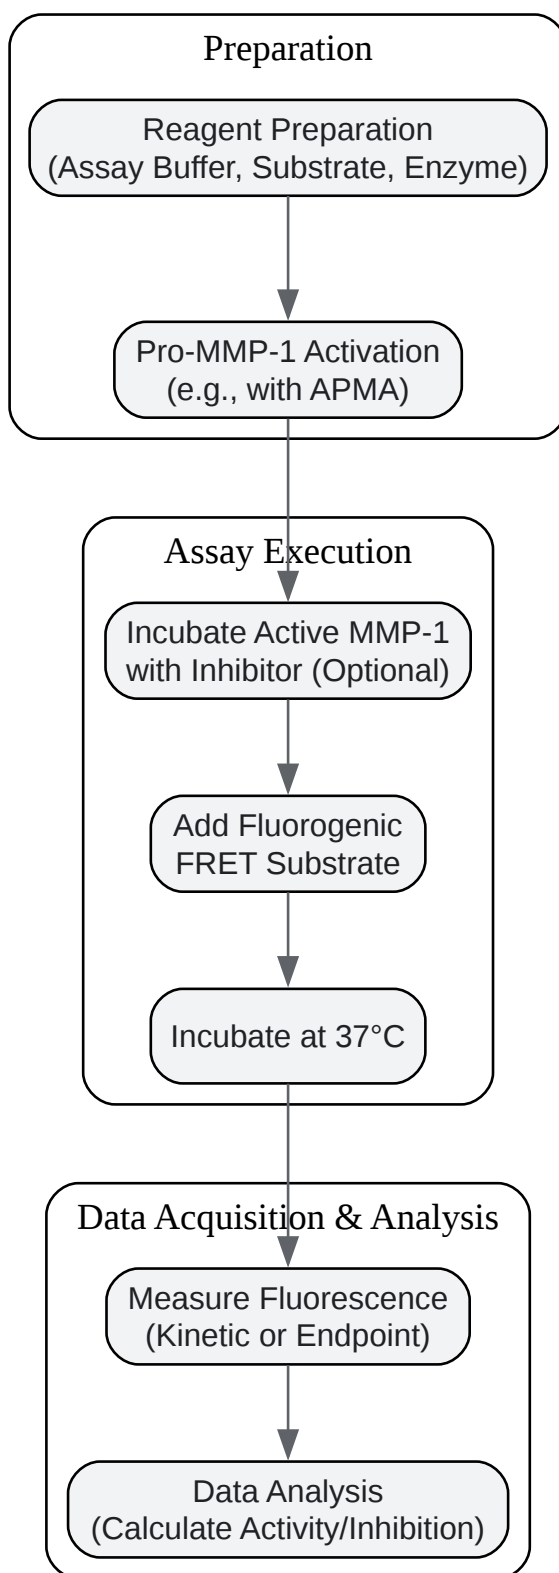 Preparation
Reagent Preparation
(Assay Buffer, Substrate, Enzyme)
Pro-MMP-1 Activation
(e.g., with APMA)
Assay Execution
Incubate Active MMP-1
with Inhibitor (Optional)
Add Fluorogenic
FRET Substrate
Incubate at 37°C
Data Acquisition & Analysis
Measure Fluorescence
(Kinetic or Endpoint)
Data Analysis
(Calculate Activity/Inhibition)